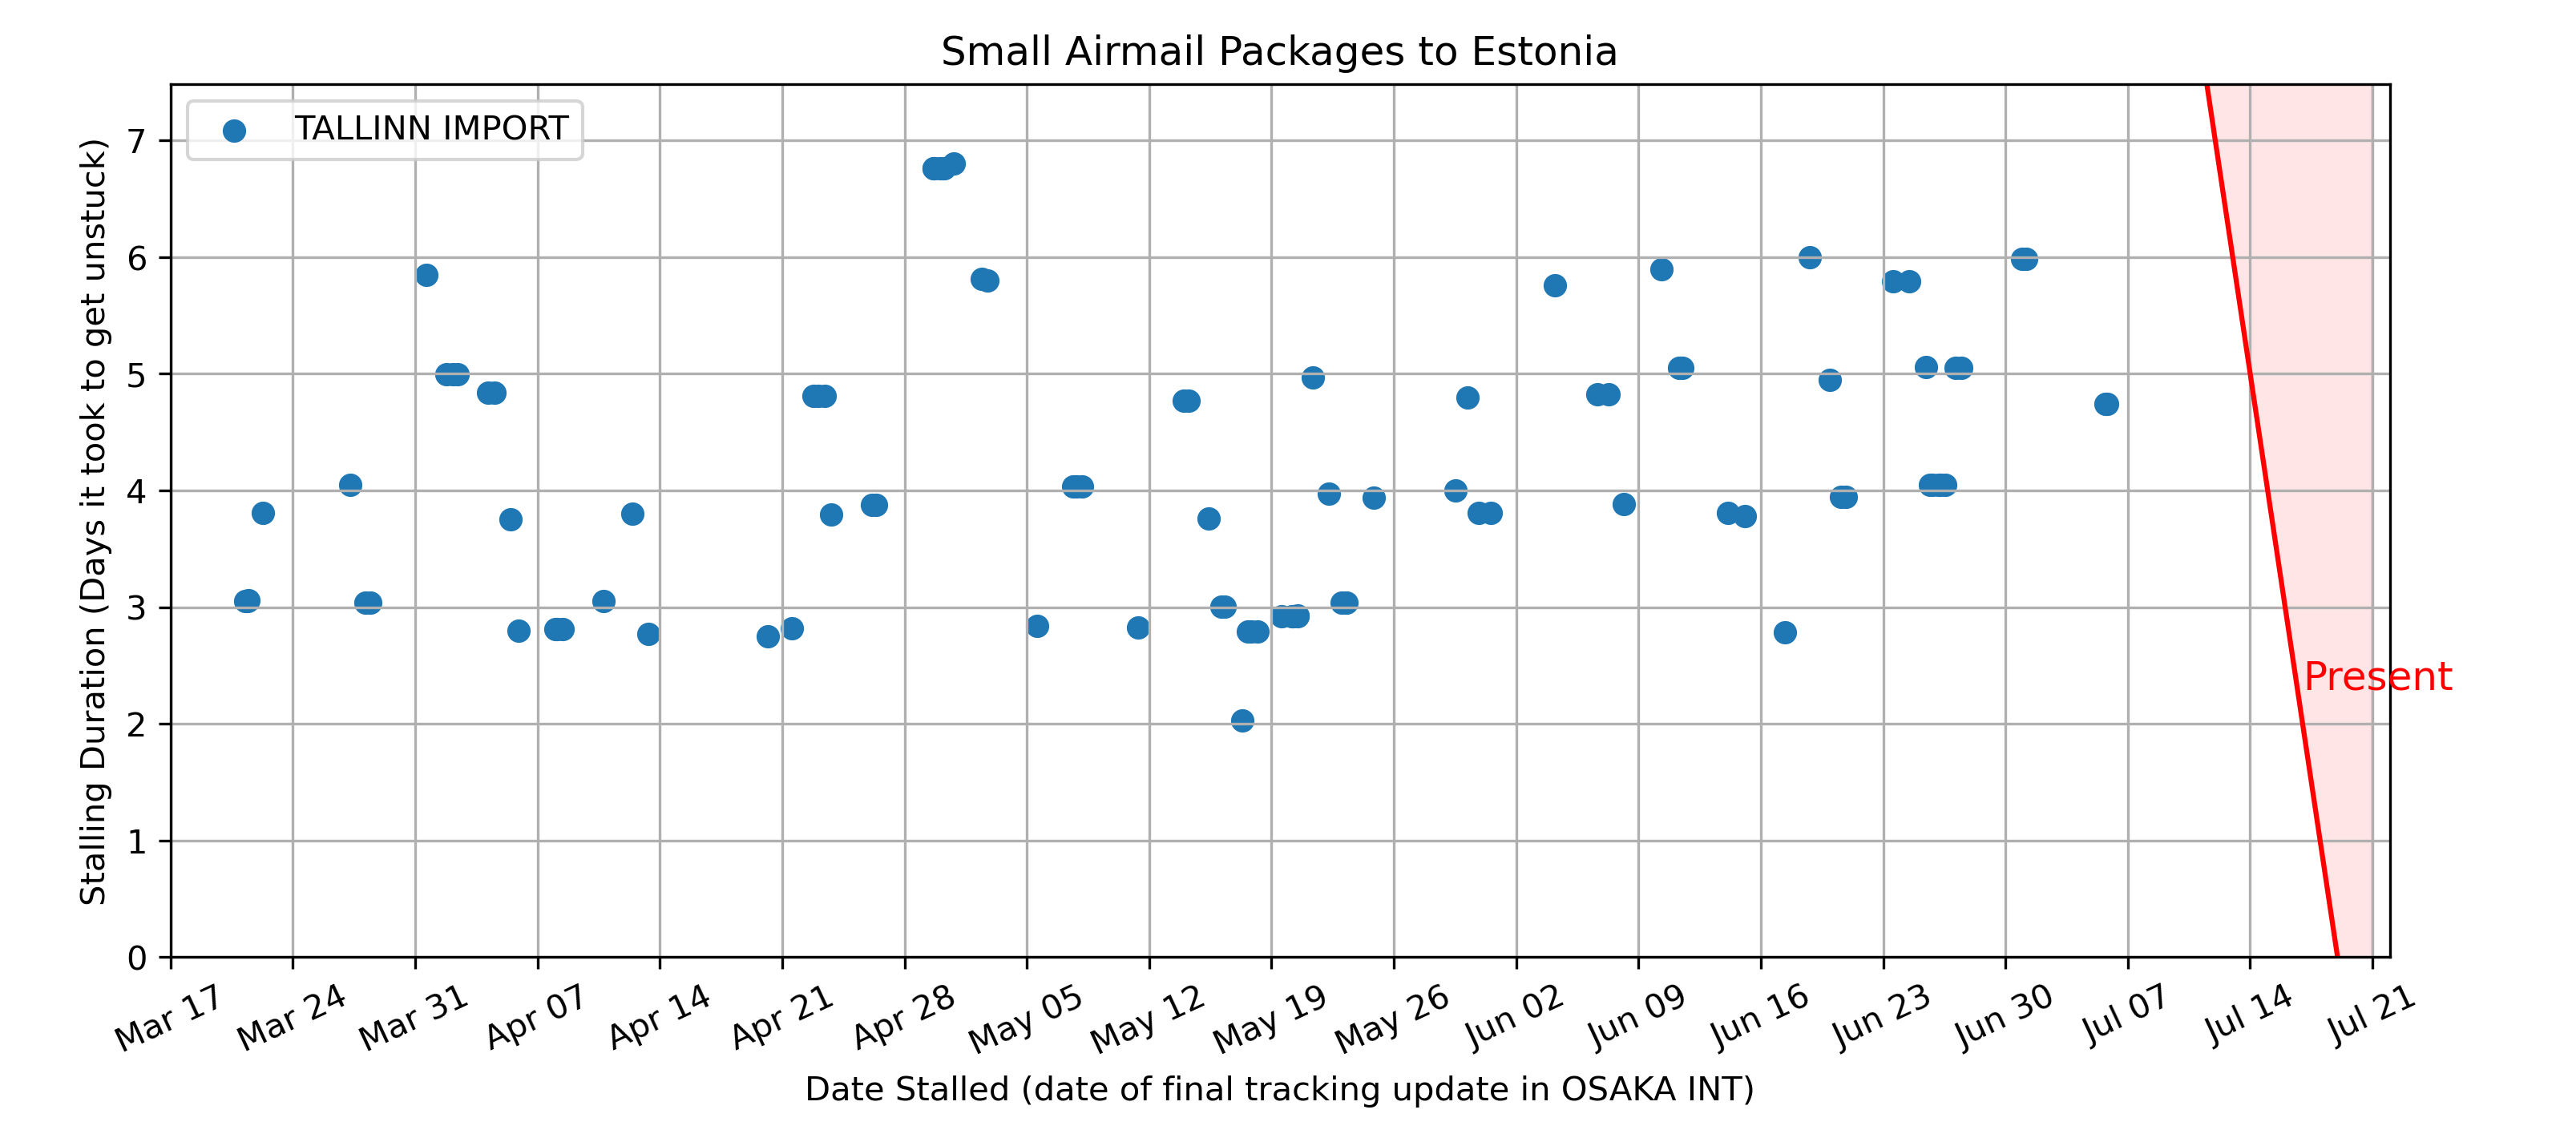 Small Airmail Packages to Estonia
TALLINN IMPORT
Stalling Duration (Days it took to get unstuck)
7
6
5
4
3
2
1
0
Present
Mar 17 Mar 24 Mar 31 Apr 07 Apr 14 Apr 21 Apr 28 May 05 May 12 May 19 May 26 Jun 02 Jun 09 Jun 16 Jun 23 Jun 30 Jul 07 Jul 14 Jul 21
Date Stalled (date of final tracking update in OSAKA INT)